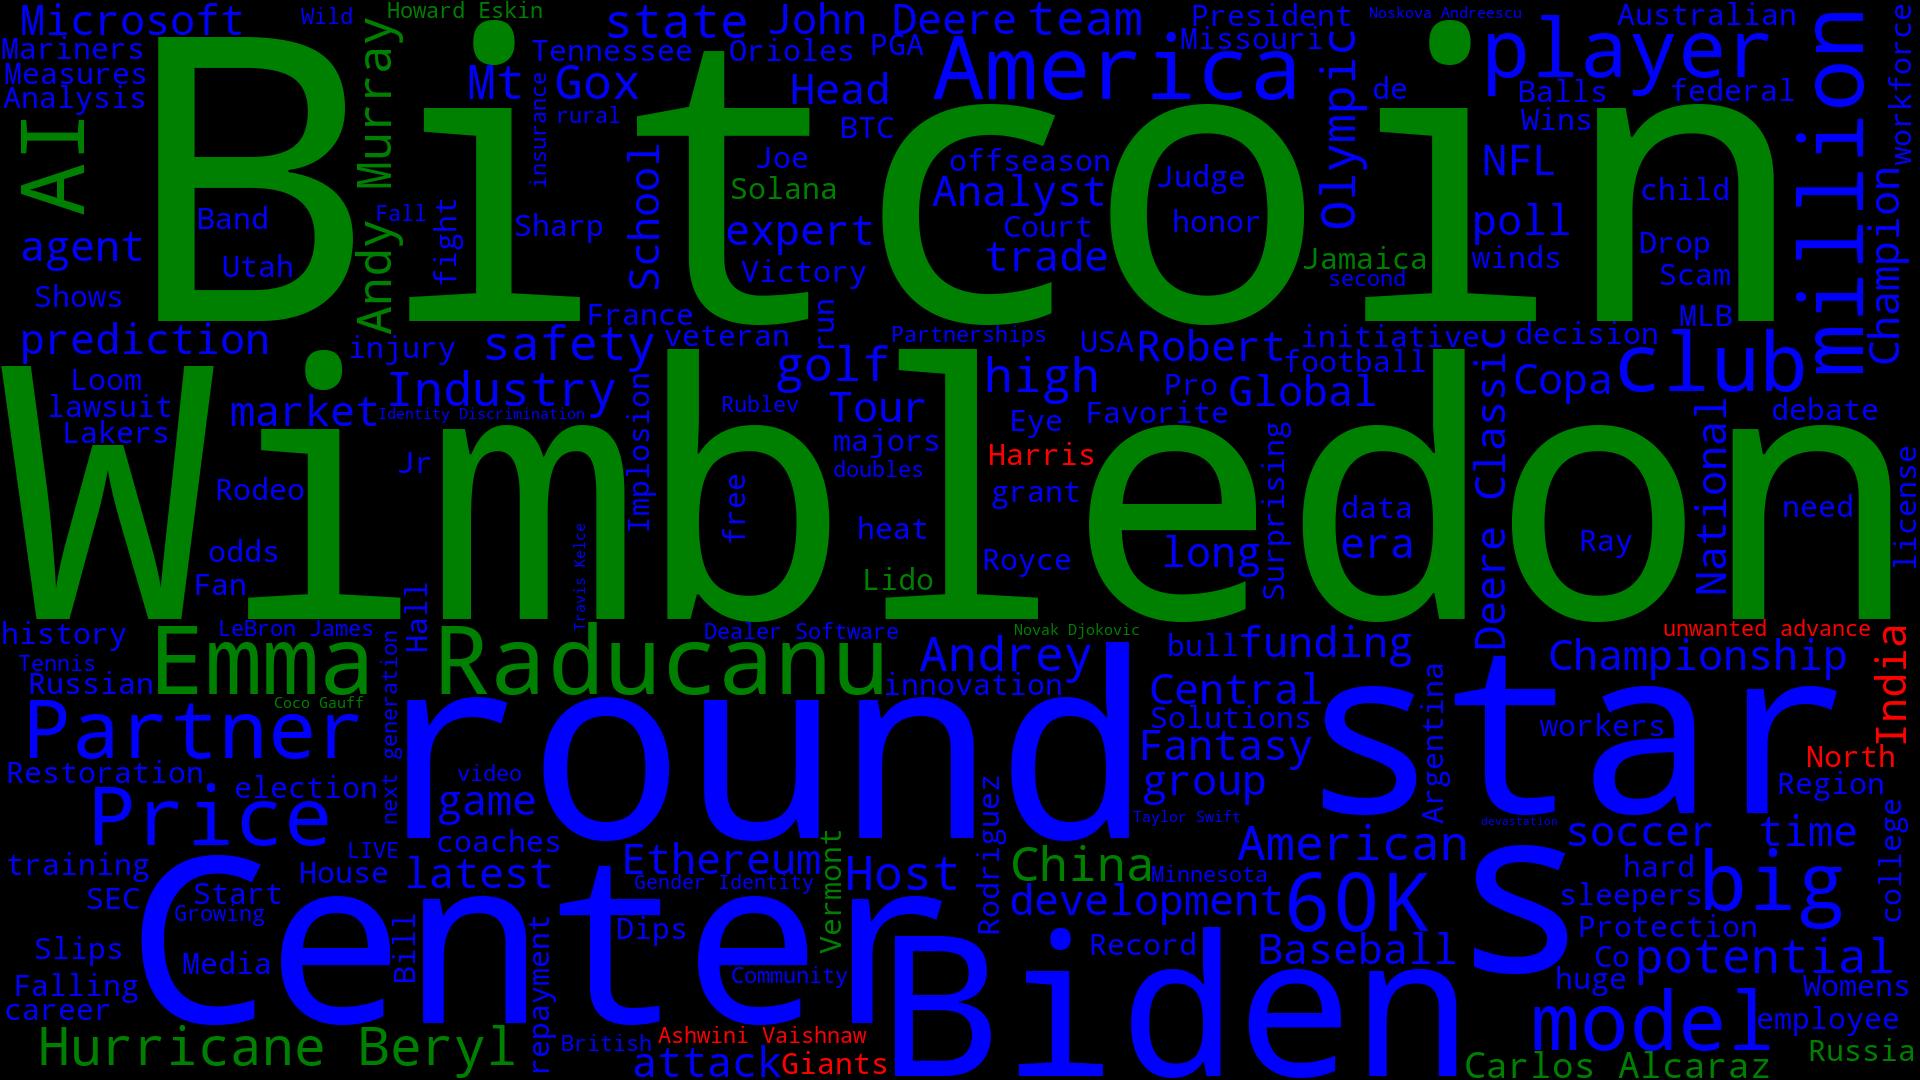 Microsoft
Wild
Howard Eskin
state
John Deere
team
President
Noskova Andreescu
Australian
Mariners
Measures
Analysis
Andy Murray
Tennessee
Orioles
PGA
America
Missouri
Olympic
player
million
workforce
Bitcoin
Mt Gox
Head
de
Balls
federal
AI
insurance
rural
BTC
Wins
School
Joe
offseason
Judge
NFL
Solana
Analyst
child
Band
Fall
fight
Sharp
expert
Court
honor
poll
Champion
agent
Utah
Victory
trade
Jamaica
second
winds
Drop
Scam
Shows
France
run
MLB
prediction
injury
safety
veteran
Partnerships
USA
Robert
initiative
decision
golf
high
football
club
Wimbledon
Loom
lawsuit
Lakers
market
Industry
Identity Discrimination
Implosion
Rublev
Tour
Pro
Global
Deere Classic
Copa
Eye
Favorite
National
debate
Jr
majors
doubles
Harris
Surprising
license
Rodeo
free
grant
data
need
odds
Travis Kelce
heat
era
Fan
Royce
long
Ray
Lido
Hall
history
LeBron James
Dealer Software
Novak Djokovic
bull
funding
unwanted advance
India
Tennis
Emma Raducanu
Andrey
Championship
Russian
Coco Gauff
next generation
innovation
Central
Argentina
Partner
round
Solutions
star
workers
Fantasy
North
Restoration
video
group
Region
election
game
Rodriguez
Price
Taylor Swift
devastation
college
coaches
soccer
time
training
LIVE
Vermont
American
House
latest
Ethereum
Host
China
Minnesota
s
hard
SEC
Start
Gender Identity
development
60K
sleepers
big
Growing
Center
Dips
Protection
Slips
Bill
repayment
Record
Baseball
Media
Community
Biden
Co
potential
Falling
huge
Womens
career
model
employee
Hurricane Beryl
British
Ashwini Vaishnaw
attack
Giants
Carlos Alcaraz
Russia